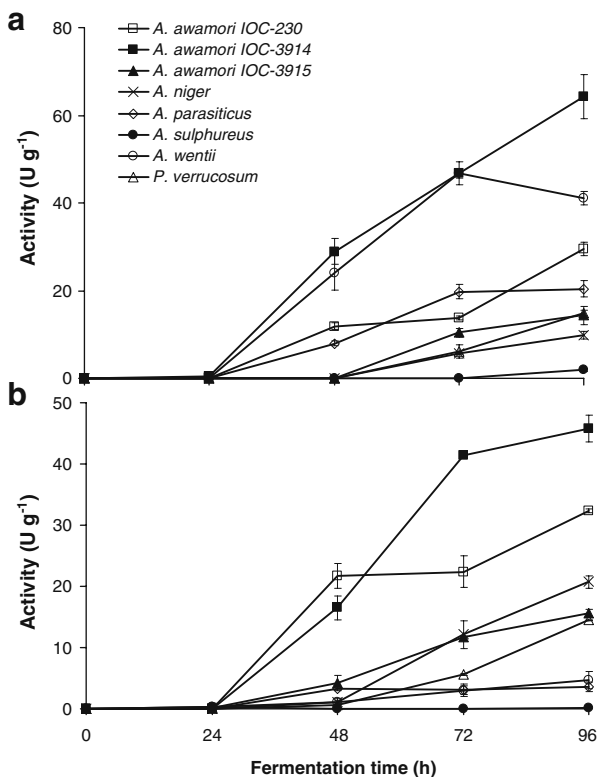 a
80
60
40
20
0
Activity (U g⁻¹)
A. awamori IOC-230
A. awamori IOC-3914
A. awamori IOC-3915
A. niger
A. parasiticus
A. sulphureus
A. wentii
P. verrucosum
b
50
40
30
20
10
0
Activity (U g⁻¹)
0 24 48 72 96
Fermentation time (h)